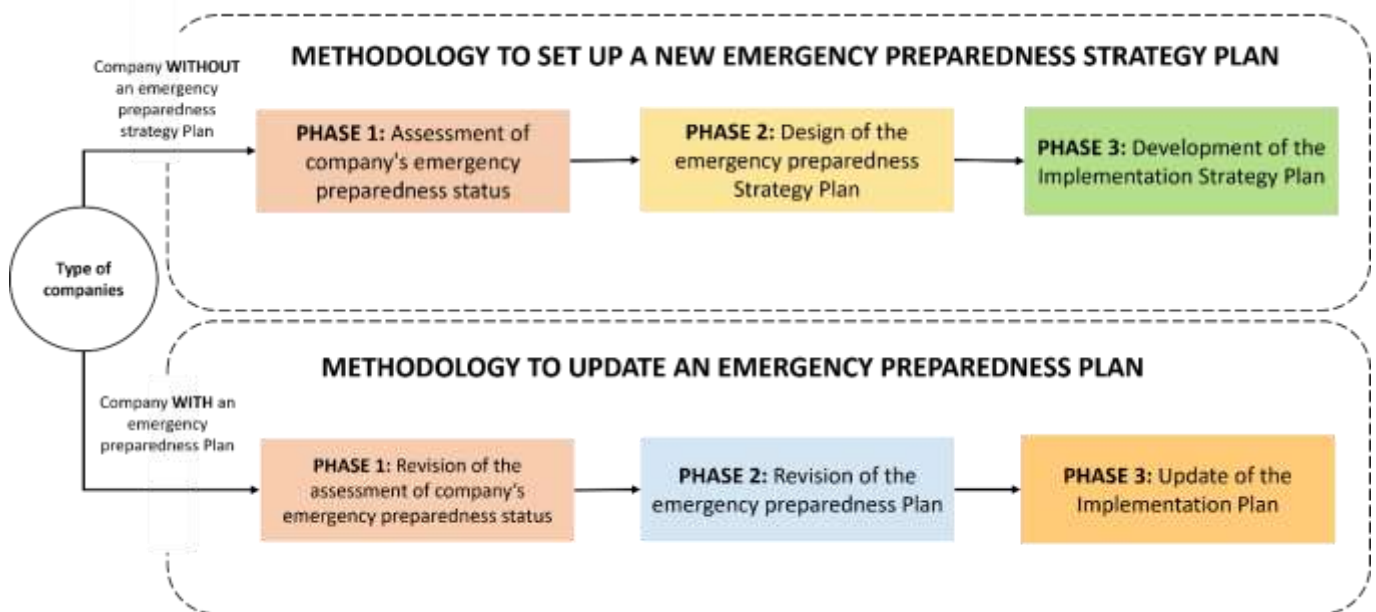 METHODOLOGY TO SET UP A NEW EMERGENCY PREPAREDNESS STRATEGY PLAN
Company WITHOUT
an emergency
preparedness
strategy Plan
PHASE 1: Assessment of
company's emergency
preparedness status
PHASE 2: Design of the
emergency preparedness
Strategy Plan
PHASE 3: Development of the
Implementation Strategy Plan
Type of
companies
METHODOLOGY TO UPDATE AN EMERGENCY PREPAREDNESS PLAN
Company WITH an
emergency
preparedness Plan
PHASE 1: Revision of the
assessment of company's
emergency preparedness status
PHASE 2: Revision of the
emergency preparedness Plan
PHASE 3: Update of the
Implementation Plan